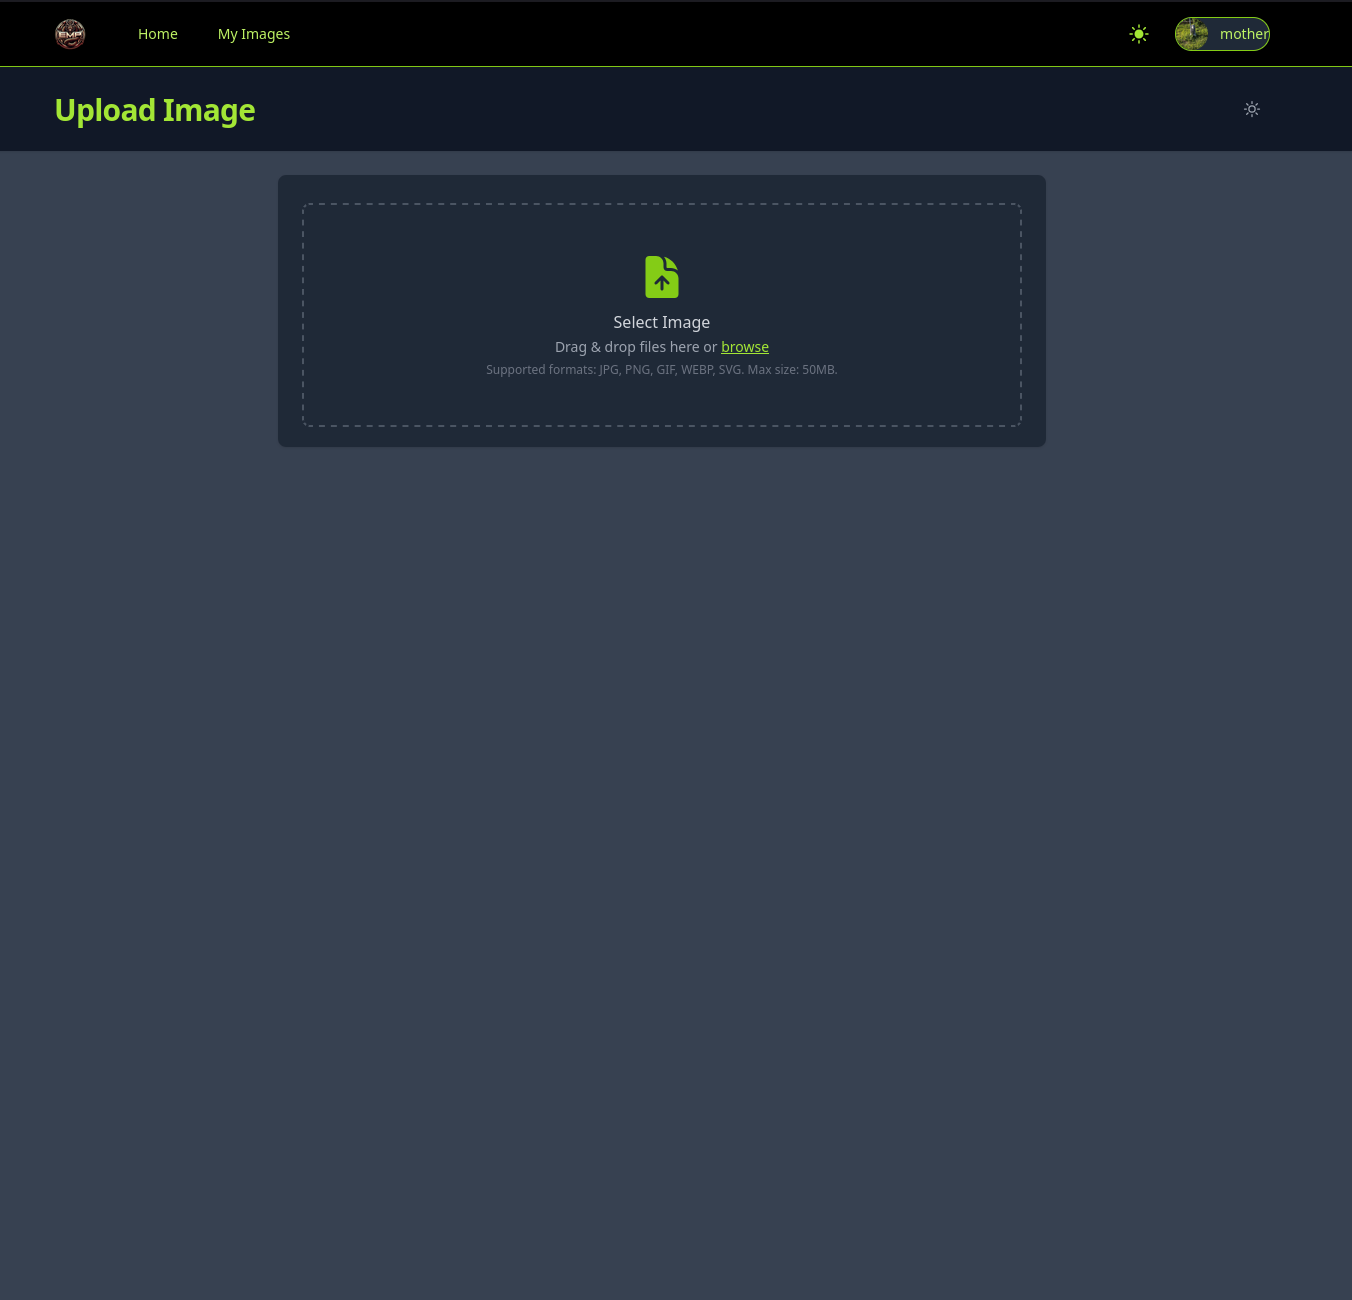 EMP
Home
My Images
mother
Upload Image
Select Image
Drag & drop files here or browse
Supported formats: JPG, PNG, GIF, WEBP, SVG. Max size: 50MB.